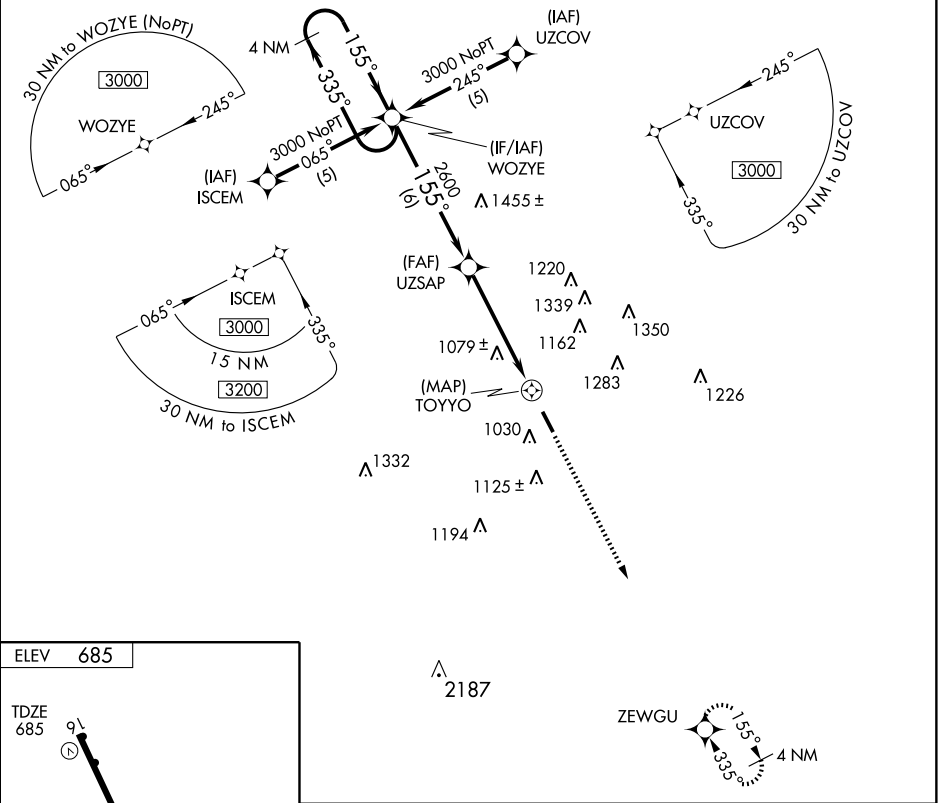 30 NM to WOZYE (NoPT)
3000
WOZYE
245°
065°
4 NM
155°
335°
(IAF)
UZCOV
3000 NoPT
245°
(5)
3000 NoPT
065°
(5)
(IAF)
ISCEM
(IF/IAF)
WOZYE
2600
155°
(6)
1455 ±
245°
UZCOV
3000
335°
30 NM to UZCOV
065°
ISCEM
3000
335°
15 NM
3200
30 NM to ISCEM
(FAF)
UZSAP
1220
1339
1162
1350
1283
1226
1079 ±
(MAP)
TOYYO
1030
1332
1125 ±
1194
2187
ZEWGU
155°
335°
4 NM
ELEV 685
TDZE
685
16